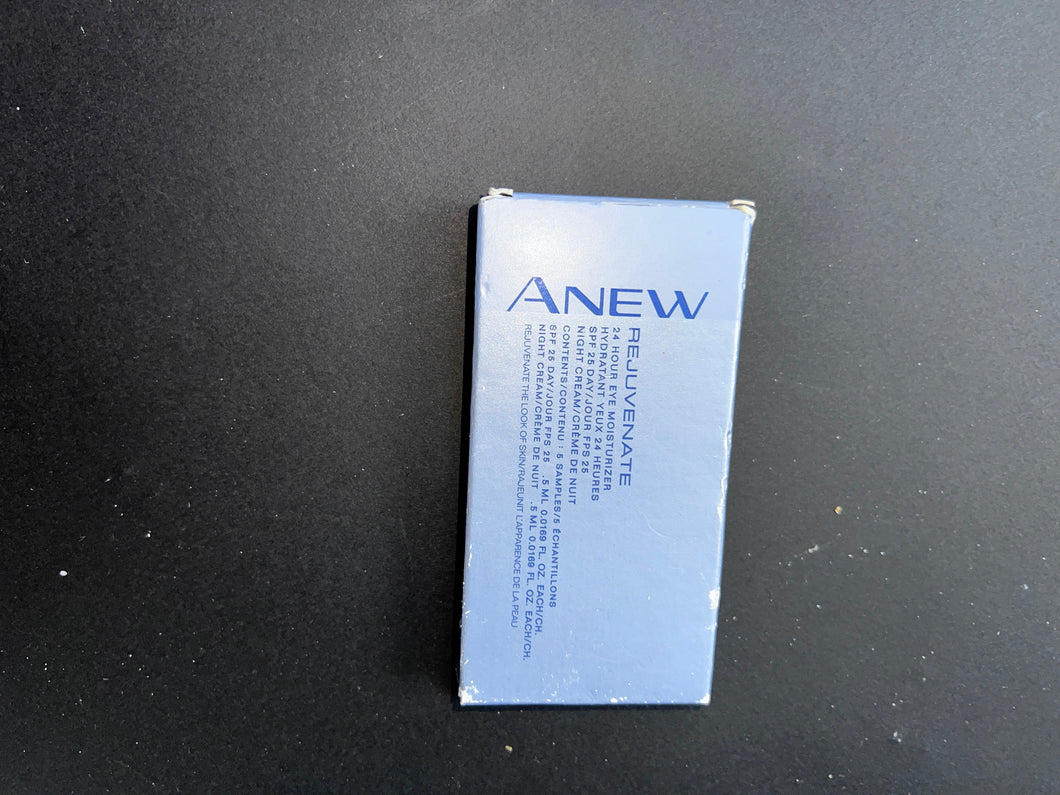 ANEW
REJUVENATE
24 HOUR EYE MOISTURIZER
HYDRATANT YEUX 24 HEURES
SPF 25 DAY/JOUR FPS 25
NIGHT CREAM/CRÈME DE NUIT
CONTENTS/CONTENU : 5 SAMPLES/5 ÉCHANTILLONS
SPF 25 DAY/JOUR FPS 25 .5 ML 0.0169 FL. OZ. EACH/CH.
NIGHT CREAM/CRÈME DE NUIT .5 ML 0.0169 FL. OZ. EACH/CH.
REJUVENATE THE LOOK OF SKIN/RAJEUNIT L'APPARENCE DE LA PEAU